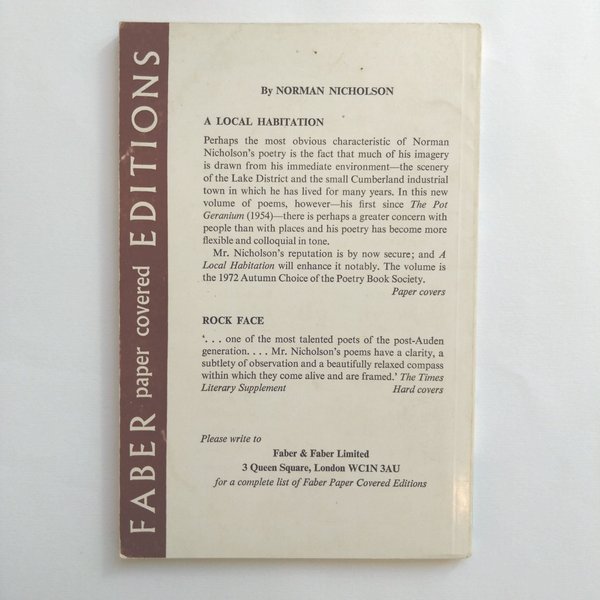 FABER paper covered EDITIONS
By NORMAN NICHOLSON
A LOCAL HABITATION
Perhaps the most obvious characteristic of Norman
Nicholson's poetry is the fact that much of his imagery
is drawn from his immediate environment—the scenery
of the Lake District and the small Cumberland industrial
town in which he has lived for many years. In this new
volume of poems, however—his first since The Pot
Geranium (1954)—there is perhaps a greater concern with
people than with places and his poetry has become more
flexible and colloquial in tone.
Mr. Nicholson's reputation is by now secure; and A
Local Habitation will enhance it notably. The volume is
the 1972 Autumn Choice of the Poetry Book Society.
Paper covers
ROCK FACE
'. . . one of the most talented poets of the post-Auden
generation. . . . Mr. Nicholson's poems have a clarity, a
subtlety of observation and a beautifully relaxed compass
within which they come alive and are framed.' The Times
Literary Supplement Hard covers
Please write to
Faber & Faber Limited
3 Queen Square, London WC1N 3AU
for a complete list of Faber Paper Covered Editions